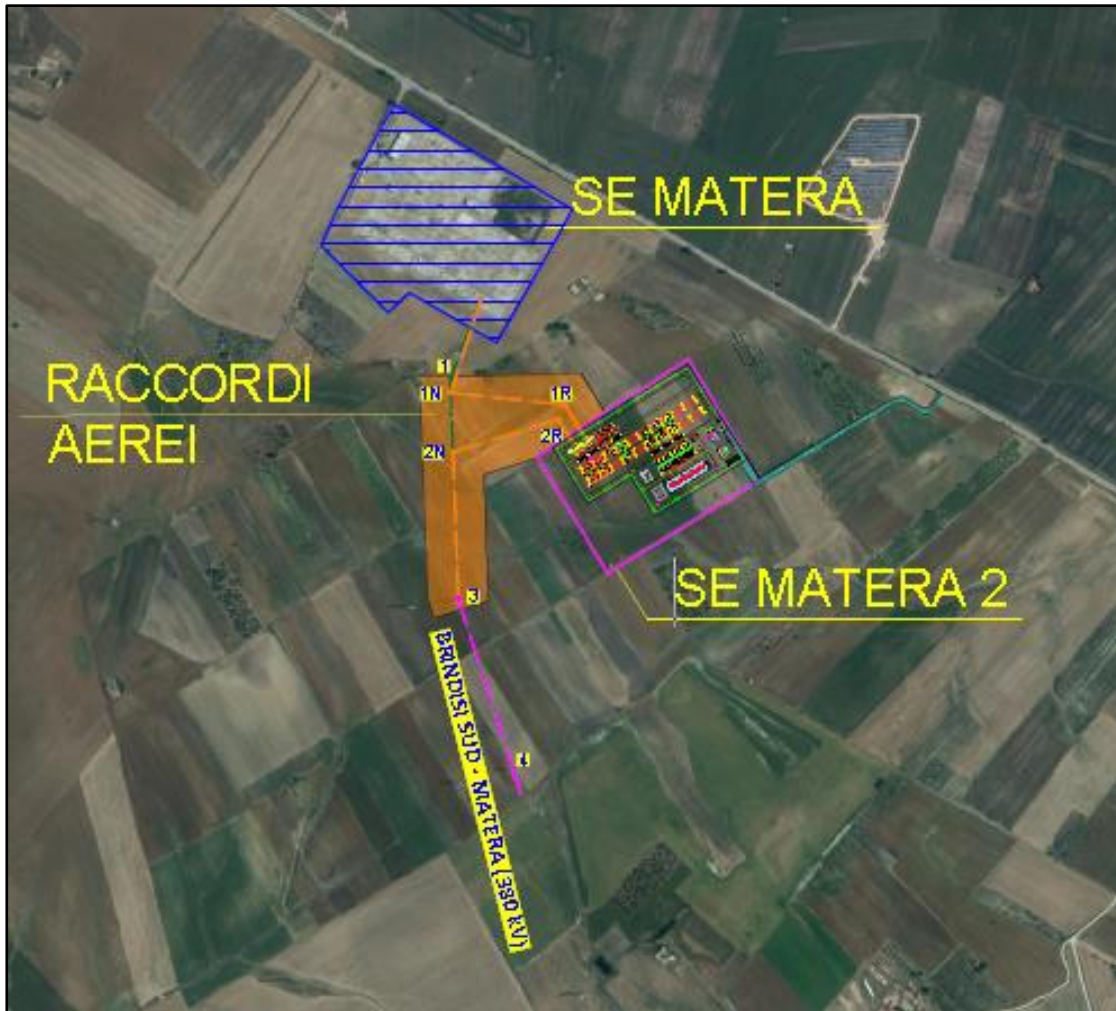 SE MATERA
RACCORDI
AEREI
1
1N
1R
2N
2R
SE MATERA 2
3
BRINDISI SUD - MATERA (380 kV)
4